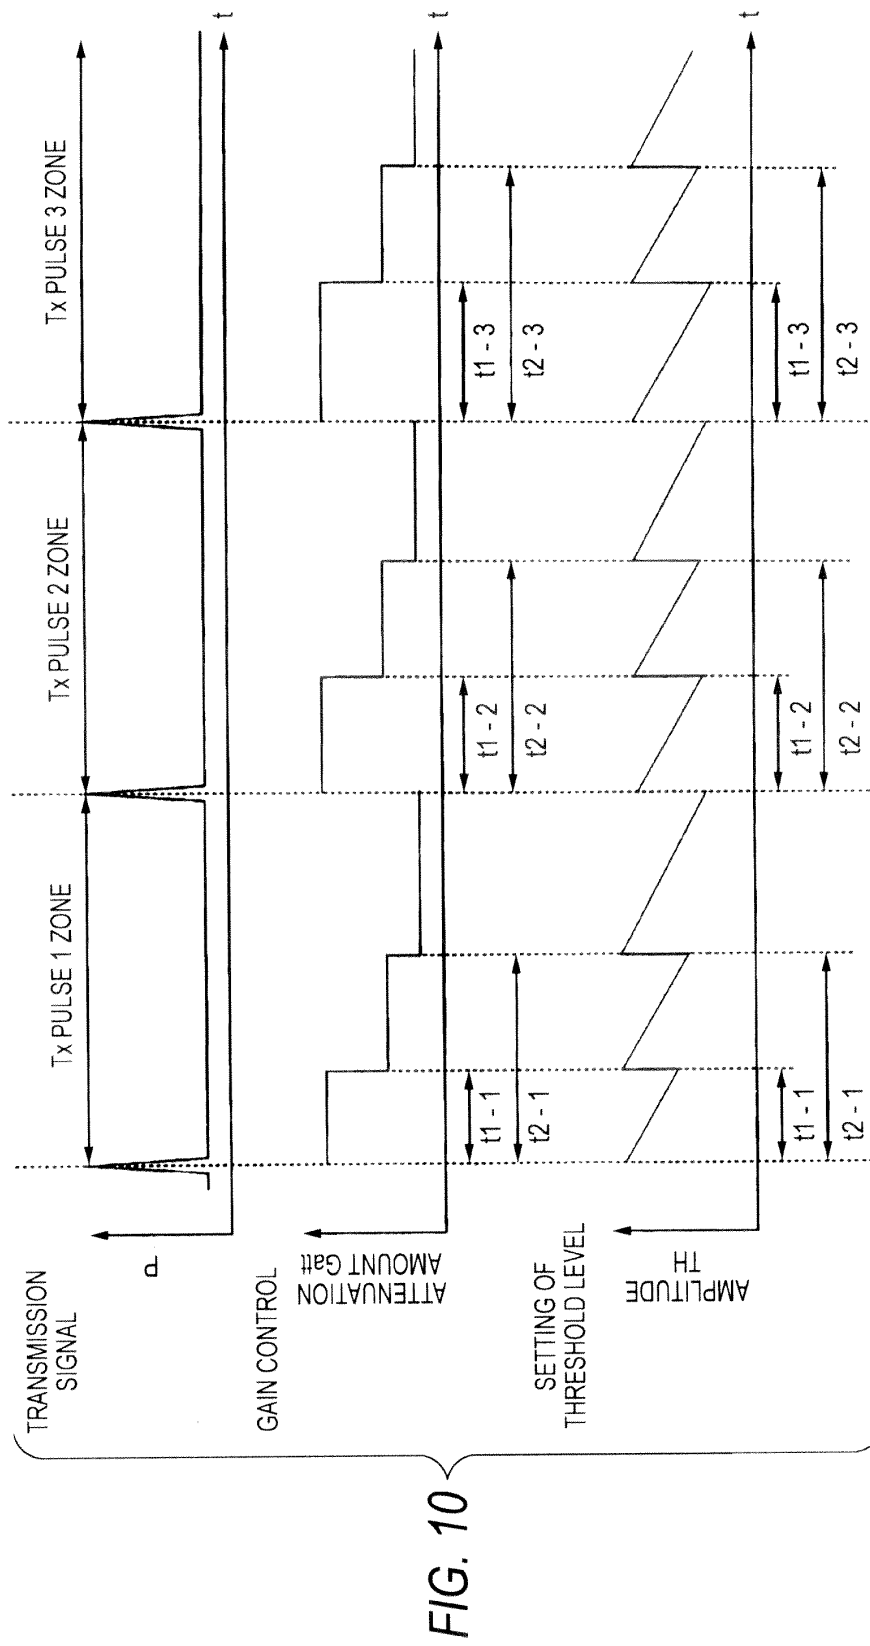 FIG. 10
TRANSMISSION
SIGNAL
P
Tx PULSE 1 ZONE
Tx PULSE 2 ZONE
Tx PULSE 3 ZONE
t
GAIN CONTROL
ATTENUATION
AMOUNT Gatt
t1 - 1
t2 - 1
t1 - 2
t2 - 2
t1 - 3
t2 - 3
t
SETTING OF
THRESHOLD LEVEL
AMPLITUDE
TH
t1 - 1
t2 - 1
t1 - 2
t2 - 2
t1 - 3
t2 - 3
t